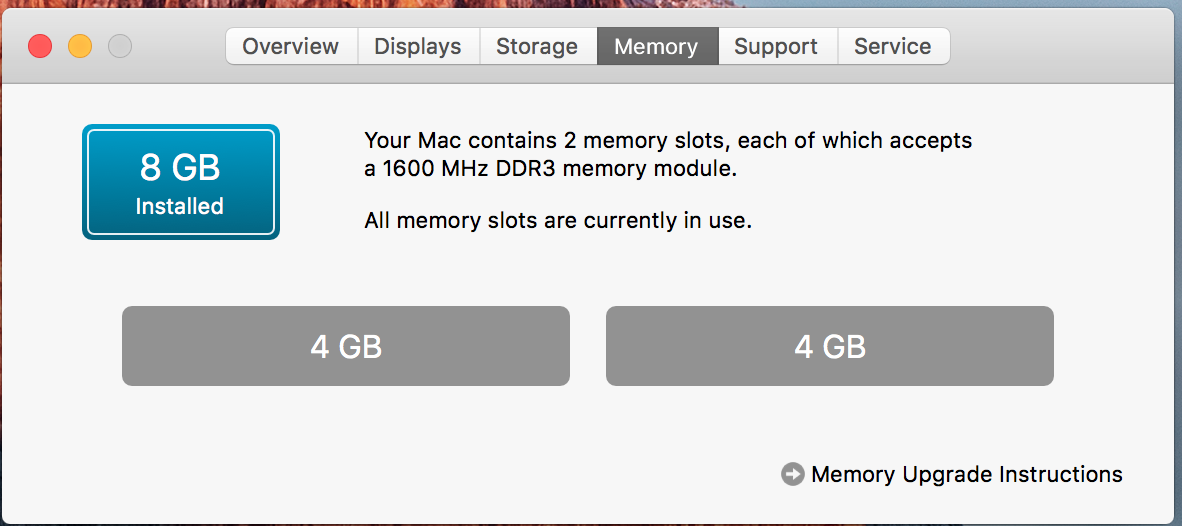 Overview Displays Storage Memory Support Service
8 GB
Installed
Your Mac contains 2 memory slots, each of which accepts
a 1600 MHz DDR3 memory module.
All memory slots are currently in use.
4 GB 4 GB
Memory Upgrade Instructions